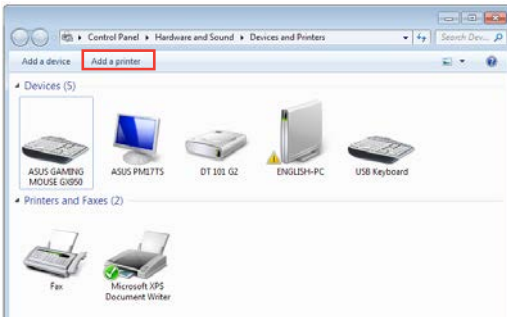 Control Panel ▸ Hardware and Sound ▸ Devices and Printers
Search Dev...
Add a device Add a printer
Devices (5)
ASUS GAMING
MOUSE GX950
ASUS PM17TS
DT 101 G2
ENGLISH-PC
USB Keyboard
Printers and Faxes (2)
Fax
Microsoft XPS
Document Writer